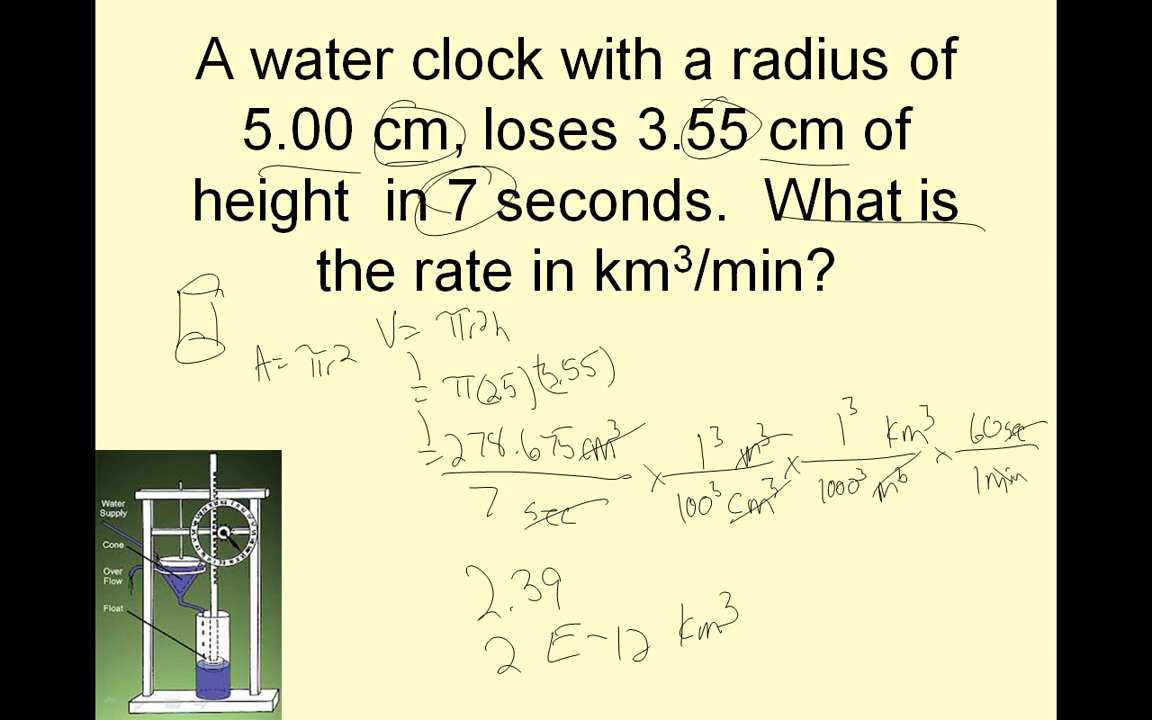 A water clock with a radius of
5.00 cm, loses 3.55 cm of
height in 7 seconds. What is
the rate in km³/min?
A = πr2
V = πr2h
= π(25)(3.55)
= 278.675 cm³ / 7 sec × 1³ m³ / 100³ cm³ × 1³ km³ / 1000³ m³ × 60 sec / 1 min
2.39
2 E-12 km³
Water
Supply
Cone
Over
Flow
Float